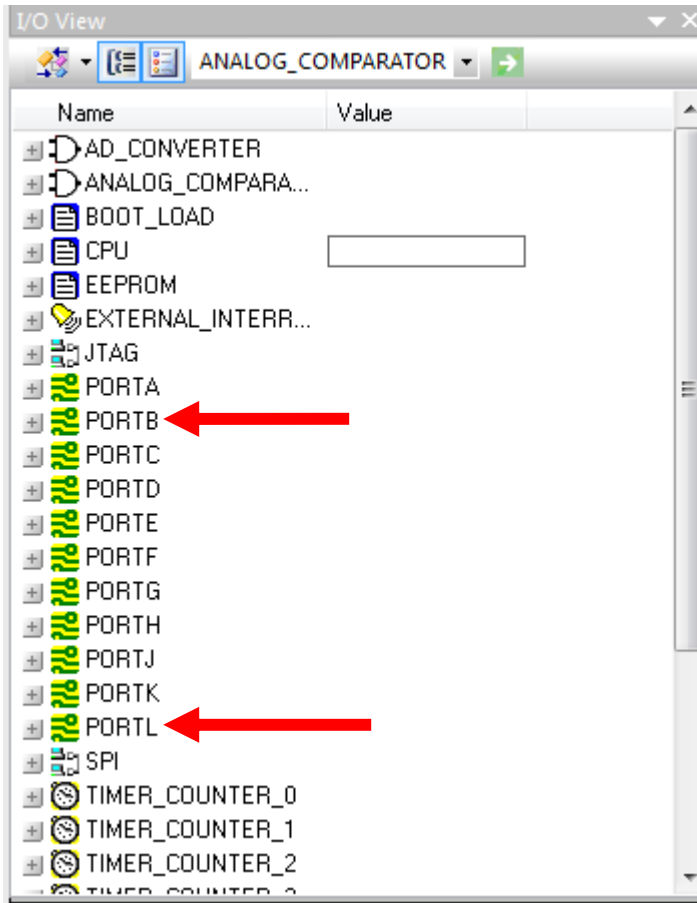 I/O View
ANALOG_COMPARATOR
Name Value
AD_CONVERTER
ANALOG_COMPARA...
BOOT_LOAD
CPU
EEPROM
EXTERNAL_INTERR...
JTAG
PORTA
PORTB
PORTC
PORTD
PORTE
PORTF
PORTG
PORTH
PORTJ
PORTK
PORTL
SPI
TIMER_COUNTER_0
TIMER_COUNTER_1
TIMER_COUNTER_2